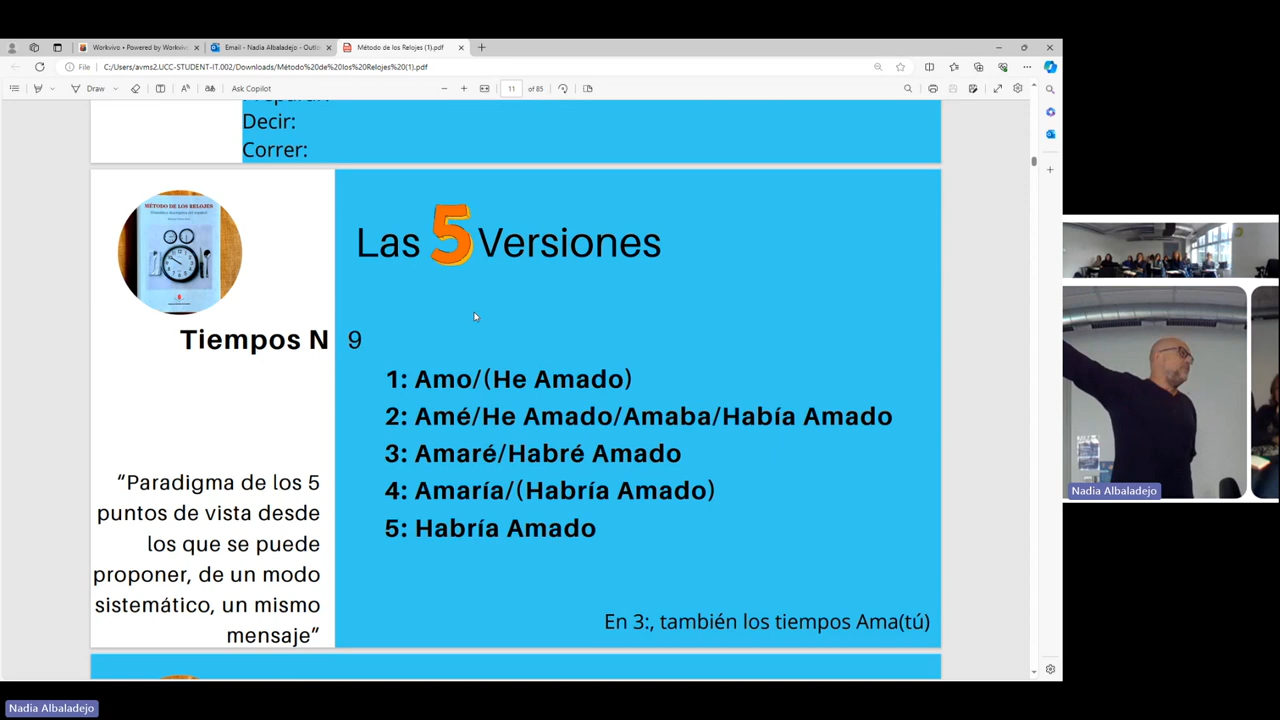 Workvivo • Powered by Workvivo
Email - Nadia Albaladejo - Outlo
Método de los Relojes (1).pdf
File
C:/Users/avms2.UCC-STUDENT-IT.002/Downloads/Método%20de%20los%20Relojes%20(1).pdf
Draw
Ask Copilot
11
of 85
Preparar:
Decir:
Correr:
MÉTODO DE LOS RELOJES
Las 5 Versiones
Tiempos N 9
1: Amo/(He Amado)
2: Amé/He Amado/Amaba/Había Amado
3: Amaré/Habré Amado
4: Amaría/(Habría Amado)
5: Habría Amado
"Paradigma de los 5
puntos de vista desde
los que se puede
proponer, de un modo
sistemático, un mismo
mensaje"
En 3:, también los tiempos Ama(tú)
Nadia Albaladejo
Nadia Albaladejo